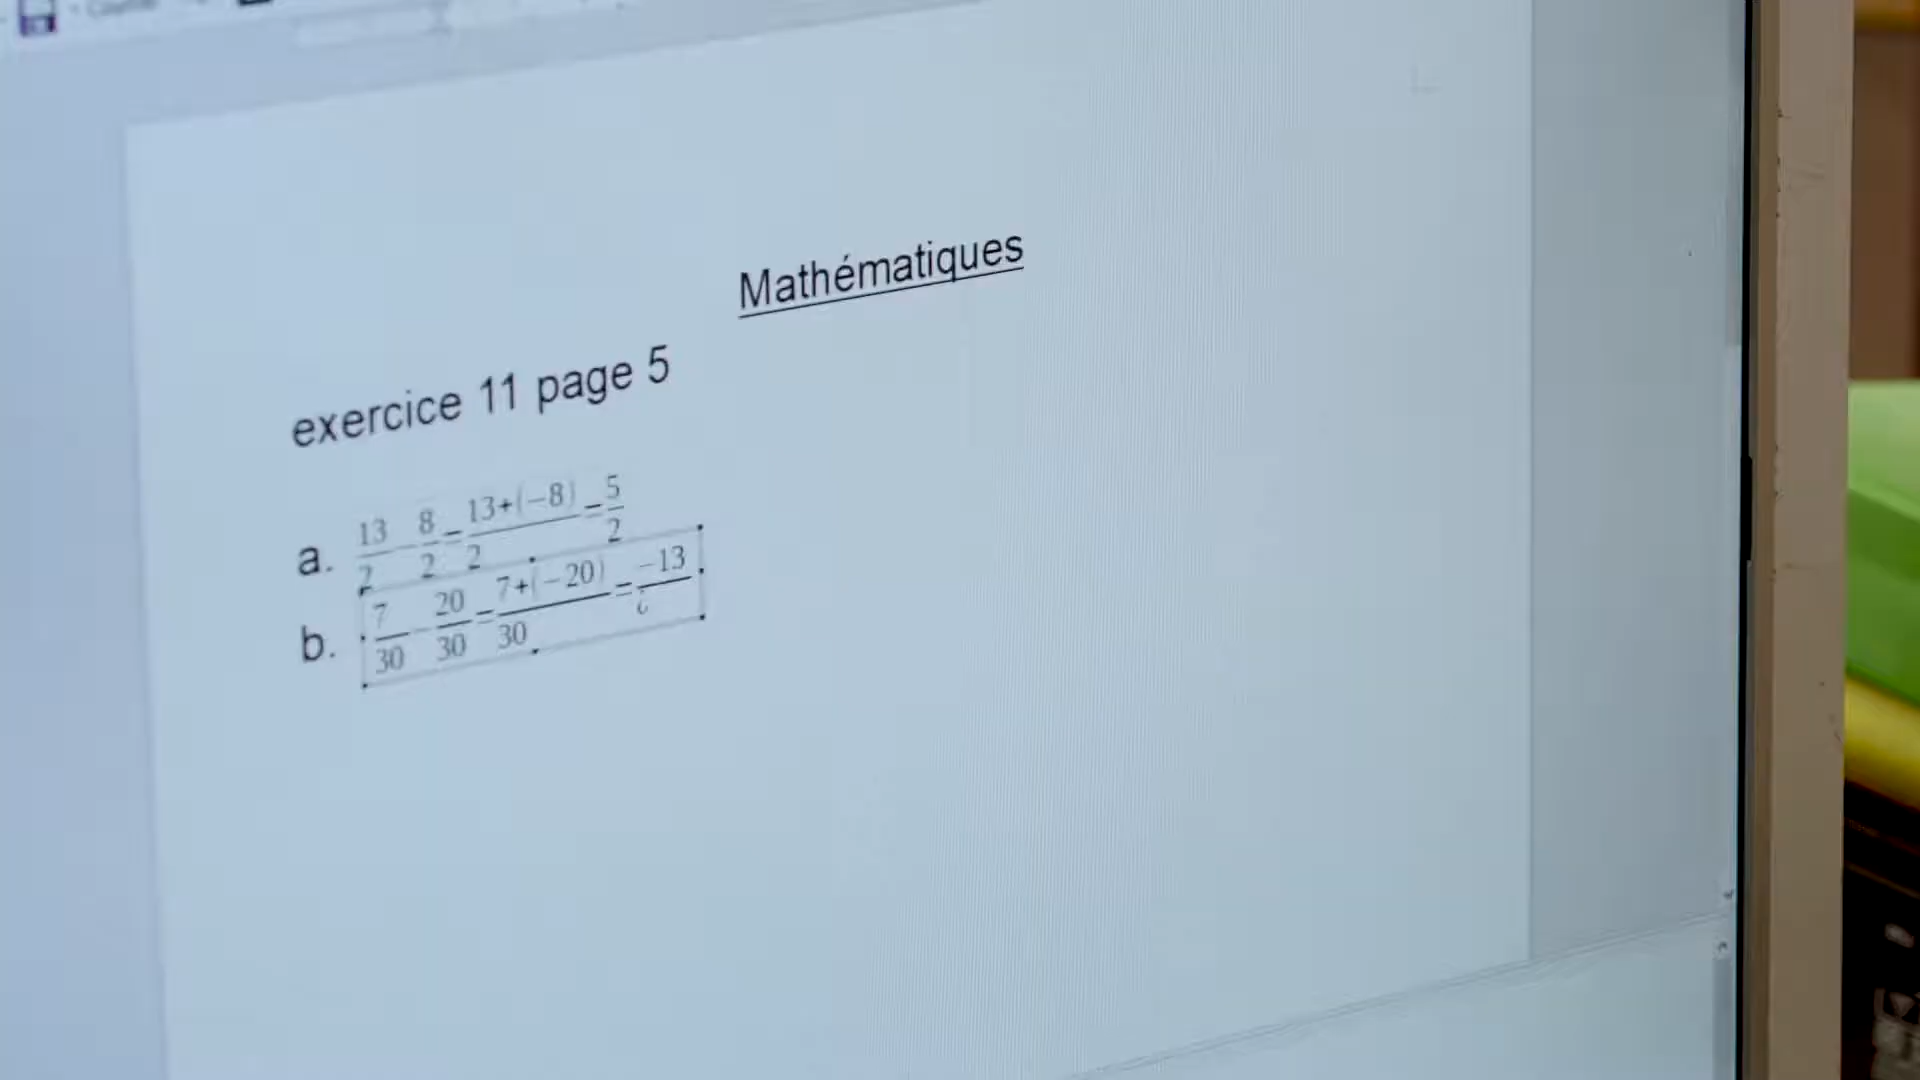 Mathématiques
exercice 11 page 5
a. 13/2 - 8/2 = 13+(-8)/2 = 5/2
b. 7/30 - 20/30 = 7+(-20)/30 = -13/¿